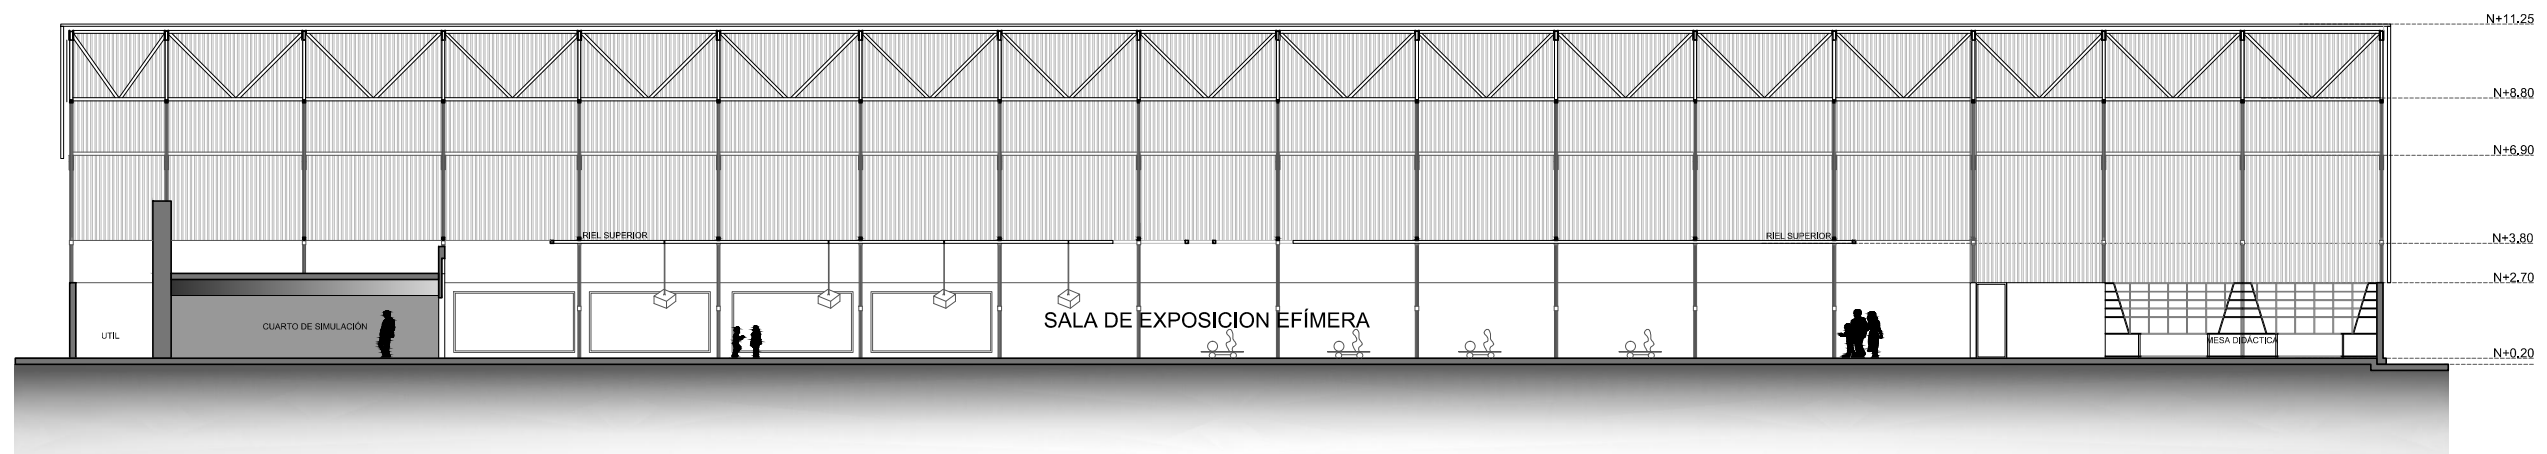 N+11.25
N+8.80
N+6.90
RIEL SUPERIOR
RIEL SUPERIOR
N+3.80
N+2.70
CUARTO DE SIMULACIÓN
SALA DE EXPOSICION EFÍMERA
UTIL
MESA DIDÁCTICA
N+0.20